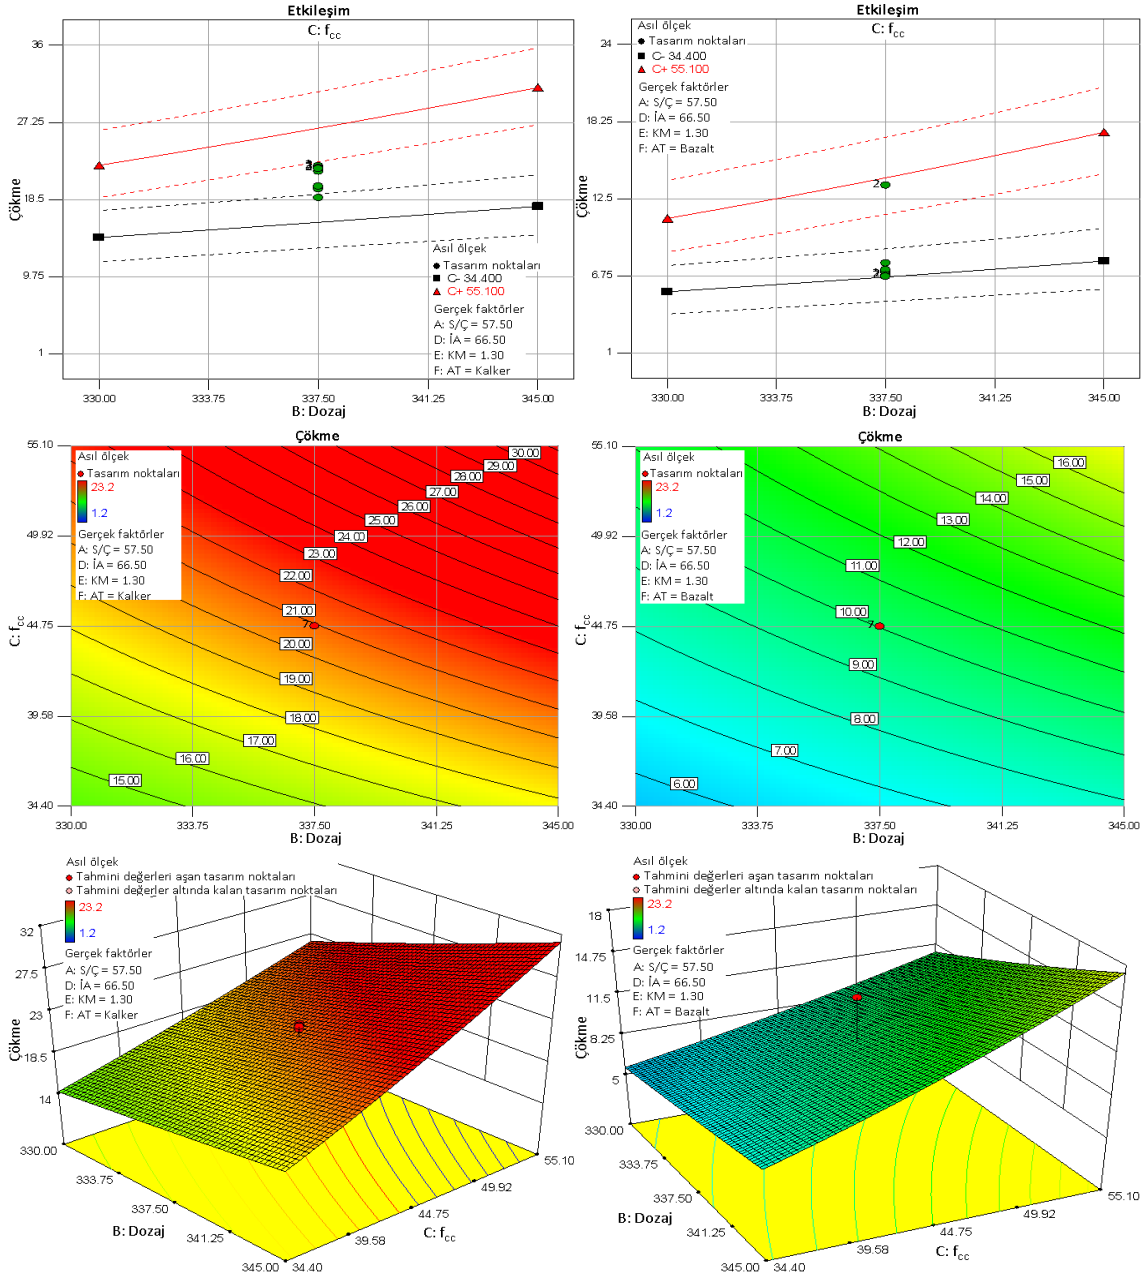 Etkileşim
C: fcc
Çökme
36
27.25
18.5
9.75
1
Asıl ölçek
Tasarım noktaları
C- 34.400
C+ 55.100
Gerçek faktörler
A: S/Ç = 57.50
D: İA = 66.50
E: KM = 1.30
F: AT = Kalker
330.00 333.75 337.50 341.25 345.00
B: Dozaj
Etkileşim
C: fcc
Asıl ölçek
Tasarım noktaları
C- 34.400
C+ 55.100
Gerçek faktörler
A: S/Ç = 57.50
D: İA = 66.50
E: KM = 1.30
F: AT = Bazalt
Çökme
24
18.25
12.5
6.75
1
2
330.00 333.75 337.50 341.25 345.00
B: Dozaj
Çökme
Asıl ölçek
Tasarım noktaları
23.2
1.2
Gerçek faktörler
A: S/Ç = 57.50
D: İA = 66.50
E: KM = 1.30
F: AT = Kalker
C: fcc
55.10
49.92
44.75
39.58
34.40
30.00
29.00
28.00
27.00
26.00
25.00
24.00
23.00
22.00
21.00
7
20.00
19.00
18.00
17.00
16.00
15.00
330.00 333.75 337.50 341.25 345.00
B: Dozaj
Çökme
Asıl ölçek
Tasarım noktaları
23.2
1.2
Gerçek faktörler
A: S/Ç = 57.50
D: İA = 66.50
E: KM = 1.30
F: AT = Bazalt
C: fcc
55.10
49.92
44.75
39.58
34.40
16.00
15.00
14.00
13.00
12.00
11.00
10.00
7
9.00
8.00
7.00
6.00
330.00 333.75 337.50 341.25 345.00
B: Dozaj
Asıl ölçek
Tahmini değerleri aşan tasarım noktaları
Tahmini değerler altında kalan tasarım noktaları
23.2
1.2
Gerçek faktörler
A: S/Ç = 57.50
D: İA = 66.50
E: KM = 1.30
F: AT = Kalker
Çökme
32
27.5
23
18.5
14
330.00
333.75
337.50
341.25
345.00
B: Dozaj
34.40
39.58
44.75
49.92
55.10
C: fcc
Asıl ölçek
Tahmini değerleri aşan tasarım noktaları
Tahmini değerler altında kalan tasarım noktaları
23.2
1.2
Gerçek faktörler
A: S/Ç = 57.50
D: İA = 66.50
E: KM = 1.30
F: AT = Bazalt
Çökme
18
14.75
11.5
8.25
5
330.00
333.75
337.50
341.25
345.00
B: Dozaj
34.40
39.58
44.75
49.92
55.10
C: fcc